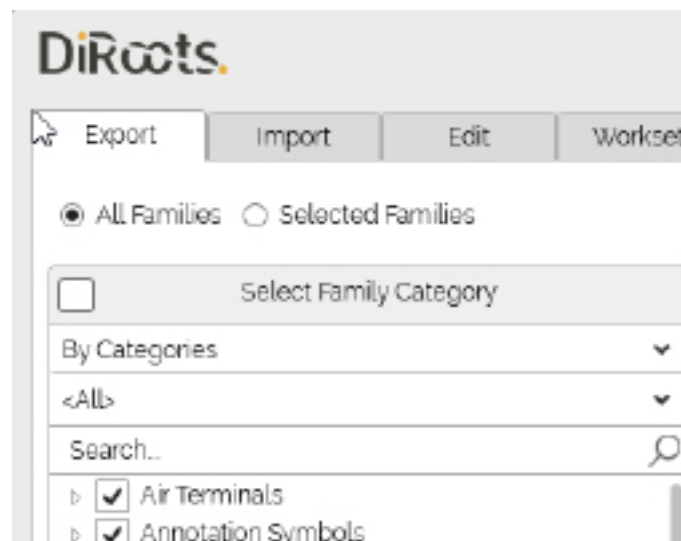 DiRoots.
Export Import Edit Workset
All Families Selected Families
Select Family Category
By Categories
<All>
Search...
Air Terminals
Annotation Symbols